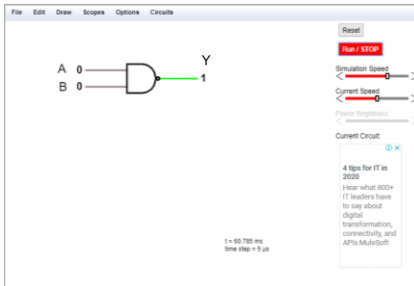 File Edit Draw Scopes Options Circuits
Reset
Run / STOP
Simulation Speed
Current Speed
Power Brightness
Current Circuit:
Y
A 0
B 0
1
4 tips for IT in
2020
Hear what 800+
IT leaders have
to say about
digital
transformation,
connectivity, and
APIs MuleSoft
t = 60.785 ms
time step = 5 µs